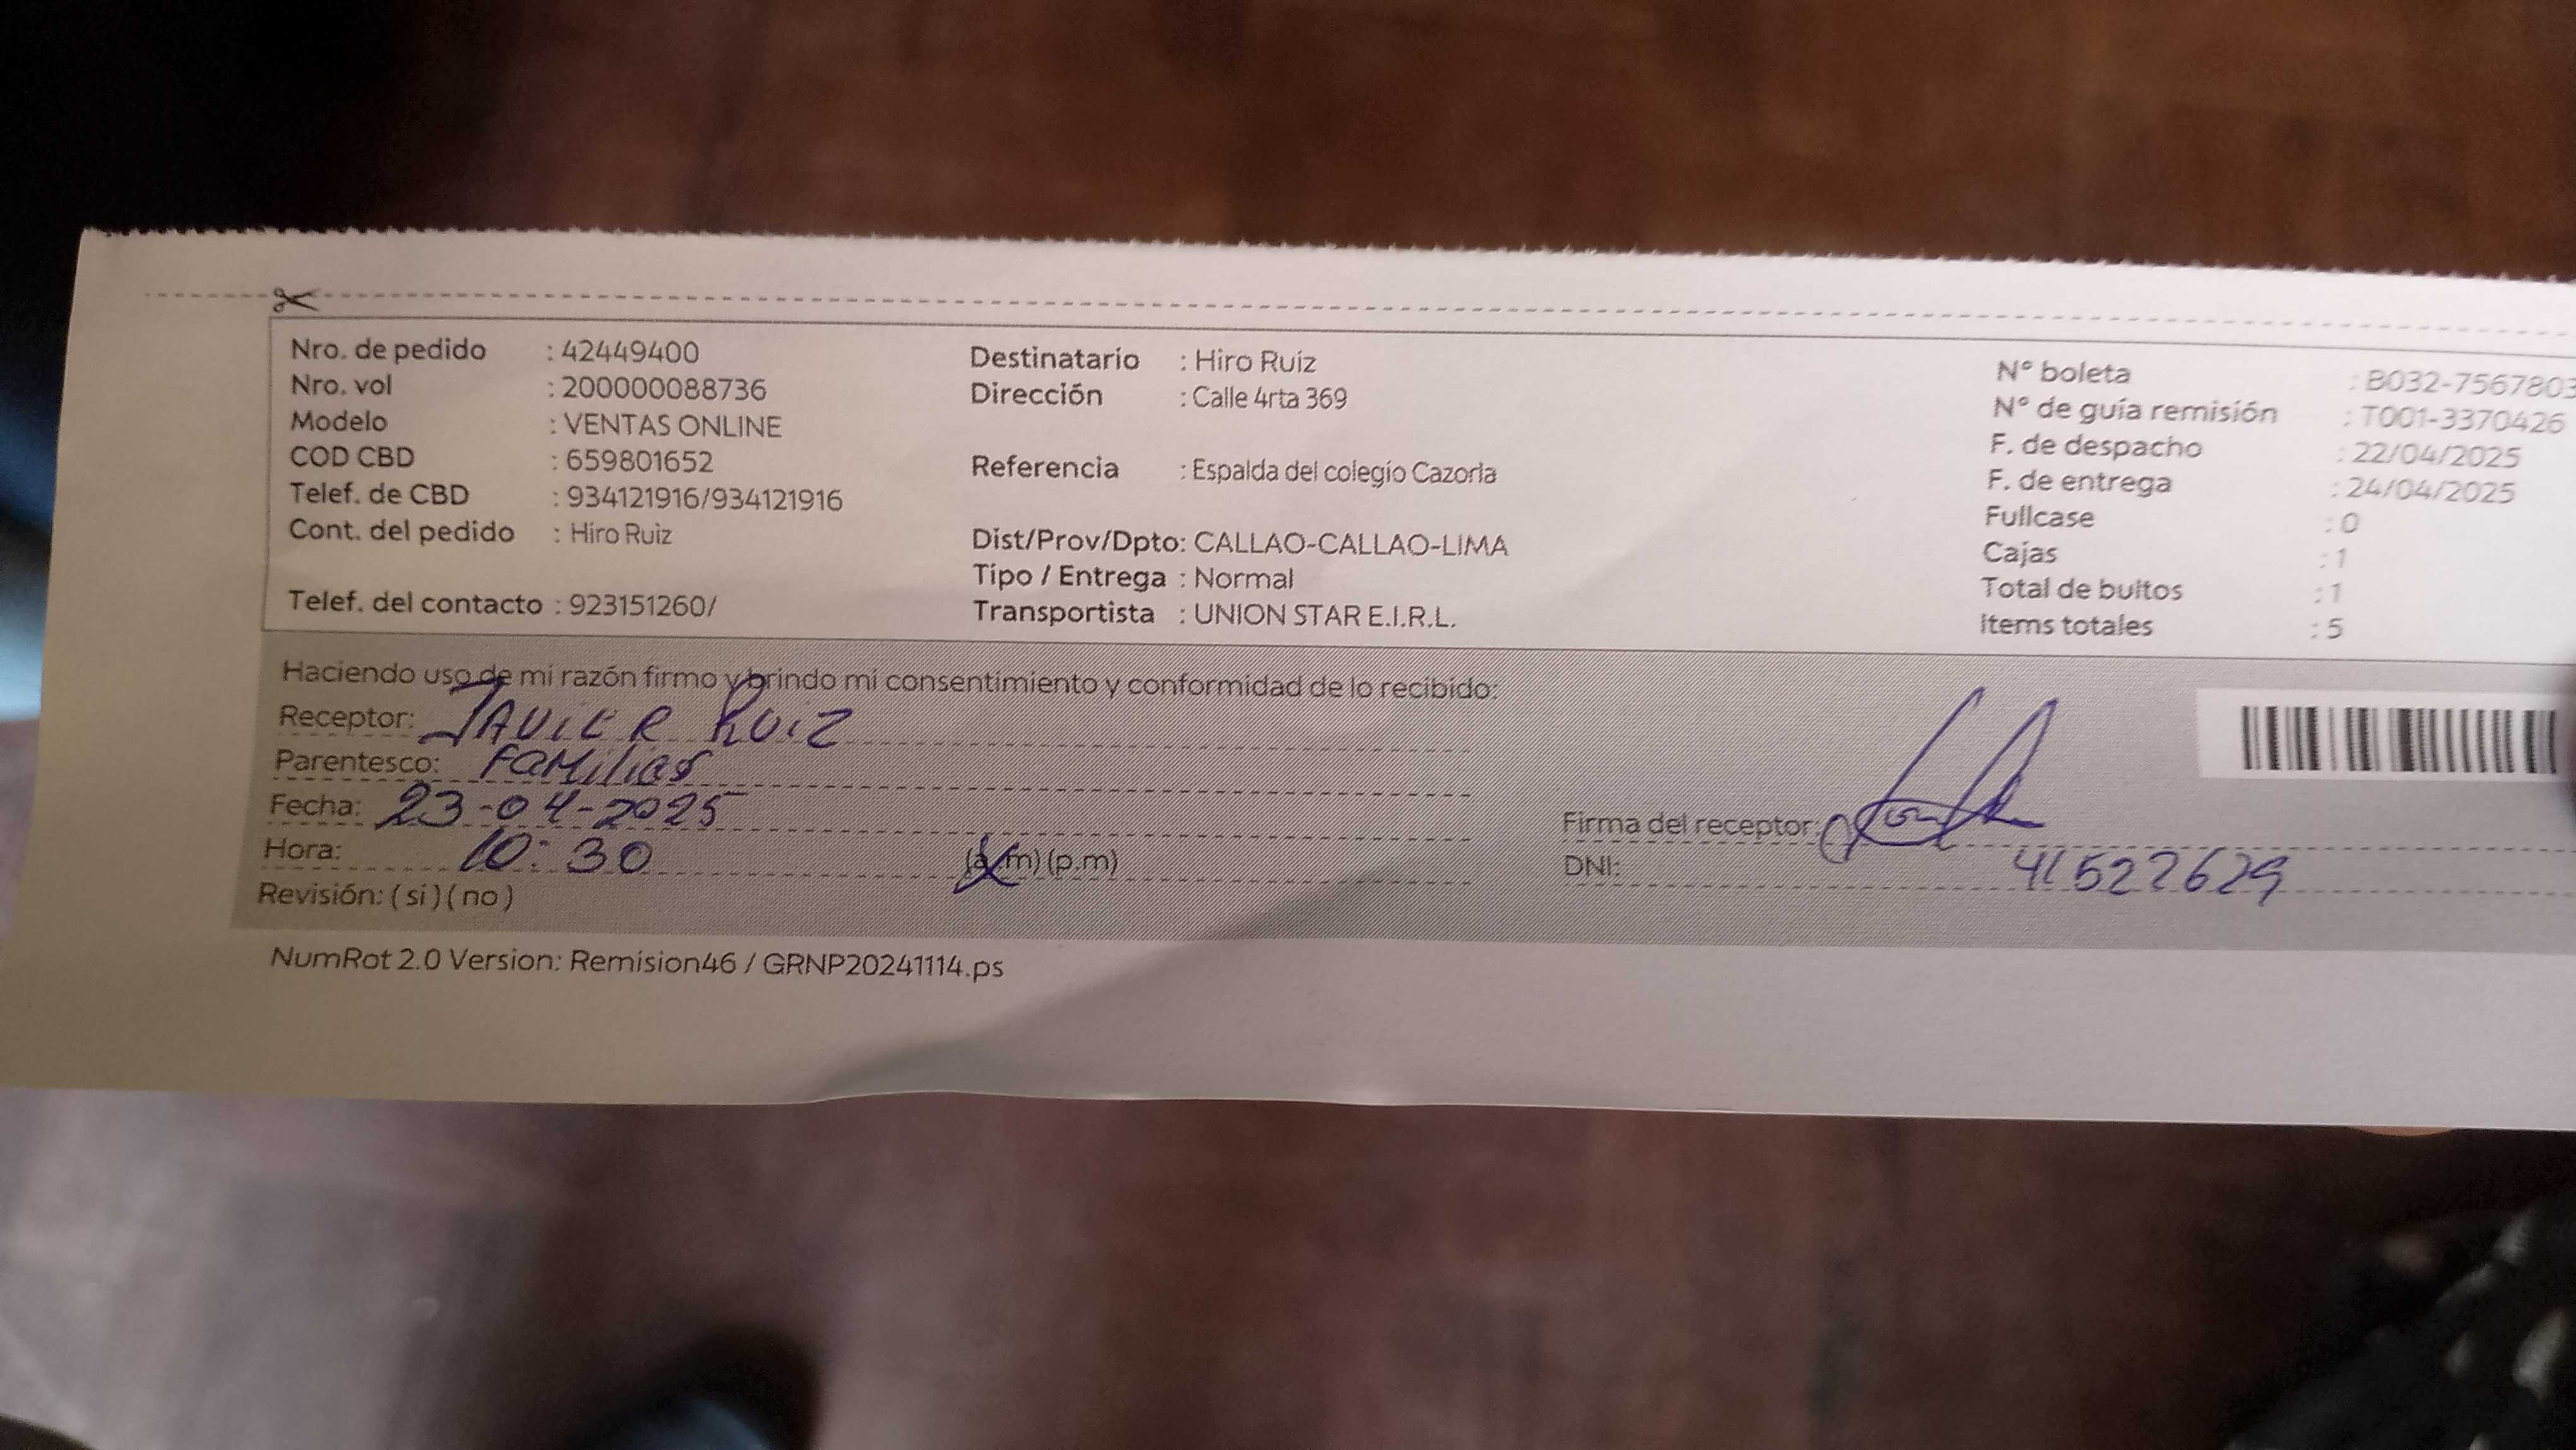 Nro. de pedido : 42449400
Nro. vol : 200000088736
Modelo : VENTAS ONLINE
COD CBD : 659801652
Telef. de CBD : 934121916/934121916
Cont. del pedido : Hiro Ruiz
Telef. del contacto : 923151260/
Destinatario : Hiro Ruiz
Dirección : Calle 4rta 369
Referencia : Espalda del colegio Cazorla
Dist/Prov/Dpto: CALLAO-CALLAO-LIMA
Tipo / Entrega : Normal
Transportista : UNION STAR E.I.R.L.
N° boleta : B032-7567803
N° de guía remisión : T001-3370426
F. de despacho : 22/04/2025
F. de entrega : 24/04/2025
Fullcase : 0
Cajas : 1
Total de bultos : 1
Items totales : 5
Haciendo uso de mi razón firmo y brindo mi consentimiento y conformidad de lo recibido:
Receptor: JAVIER RUIZ
Parentesco:
Fecha: 23-04-2025
Hora: 10:30 (a.m) (p.m)
Revisión: ( si ) ( no )
Firma del receptor:
DNI: 41527629
NumRot 2.0 Version: Remision46 / GRNP20241114.ps